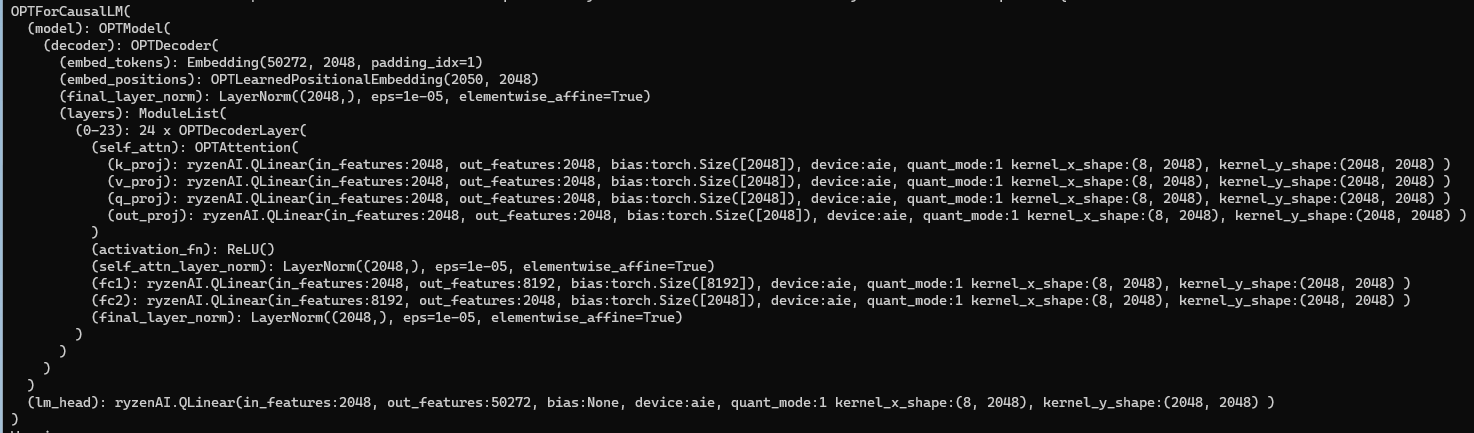 OPTForCausalLM(
  (model): OPTModel(
    (decoder): OPTDecoder(
      (embed_tokens): Embedding(50272, 2048, padding_idx=1)
      (embed_positions): OPTLearnedPositionalEmbedding(2050, 2048)
      (final_layer_norm): LayerNorm((2048,), eps=1e-05, elementwise_affine=True)
      (layers): ModuleList(
        (0-23): 24 x OPTDecoderLayer(
          (self_attn): OPTAttention(
            (k_proj): ryzenAI.QLinear(in_features:2048, out_features:2048, bias:torch.Size([2048]), device:aie, quant_mode:1 kernel_x_shape:(8, 2048), kernel_y_shape:(2048, 2048) )
            (v_proj): ryzenAI.QLinear(in_features:2048, out_features:2048, bias:torch.Size([2048]), device:aie, quant_mode:1 kernel_x_shape:(8, 2048), kernel_y_shape:(2048, 2048) )
            (q_proj): ryzenAI.QLinear(in_features:2048, out_features:2048, bias:torch.Size([2048]), device:aie, quant_mode:1 kernel_x_shape:(8, 2048), kernel_y_shape:(2048, 2048) )
            (out_proj): ryzenAI.QLinear(in_features:2048, out_features:2048, bias:torch.Size([2048]), device:aie, quant_mode:1 kernel_x_shape:(8, 2048), kernel_y_shape:(2048, 2048) )
          )
          (activation_fn): ReLU()
          (self_attn_layer_norm): LayerNorm((2048,), eps=1e-05, elementwise_affine=True)
          (fc1): ryzenAI.QLinear(in_features:2048, out_features:8192, bias:torch.Size([8192]), device:aie, quant_mode:1 kernel_x_shape:(8, 2048), kernel_y_shape:(2048, 2048) )
          (fc2): ryzenAI.QLinear(in_features:8192, out_features:2048, bias:torch.Size([2048]), device:aie, quant_mode:1 kernel_x_shape:(8, 2048), kernel_y_shape:(2048, 2048) )
          (final_layer_norm): LayerNorm((2048,), eps=1e-05, elementwise_affine=True)
        )
      )
    )
  )
  (lm_head): ryzenAI.QLinear(in_features:2048, out_features:50272, bias:None, device:aie, quant_mode:1 kernel_x_shape:(8, 2048), kernel_y_shape:(2048, 2048) )
)